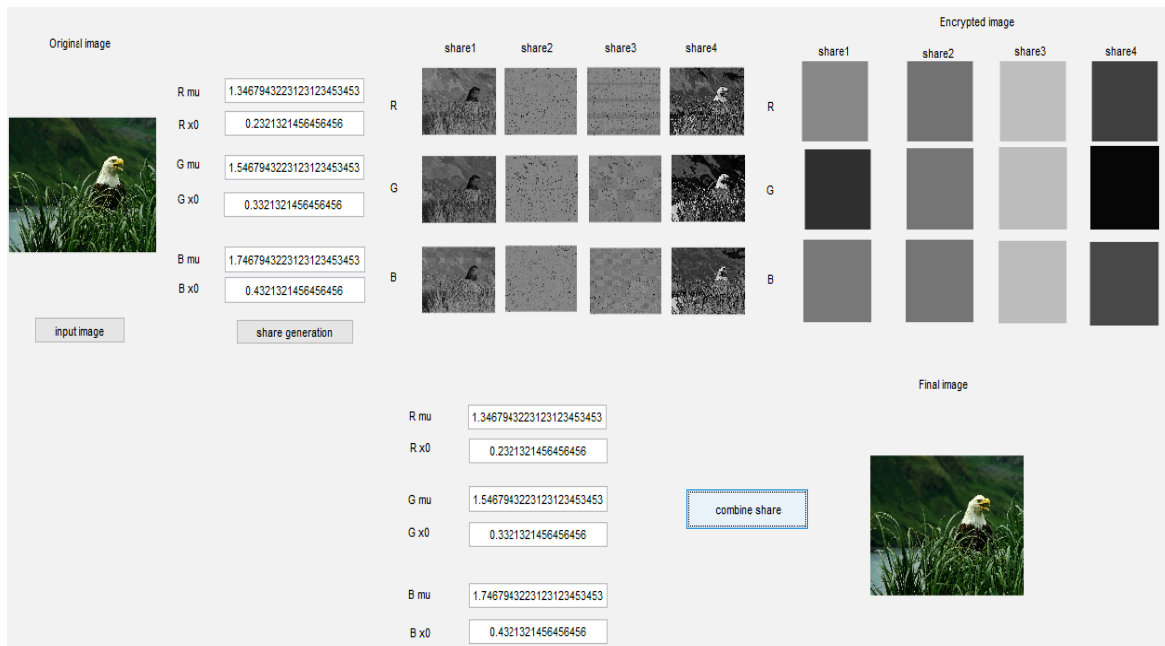 Original image
share1 share2 share3 share4
Encrypted image
share1 share2 share3 share4
R mu 1.3467943223123123453453
R x0 0.2321321456456456
G mu 1.5467943223123123453453
G x0 0.3321321456456456
B mu 1.7467943223123123453453
B x0 0.4321321456456456
R
G
B
R
G
B
input image
share generation
Final image
R mu 1.3467943223123123453453
R x0 0.2321321456456456
G mu 1.5467943223123123453453
G x0 0.3321321456456456
B mu 1.7467943223123123453453
B x0 0.4321321456456456
combine share